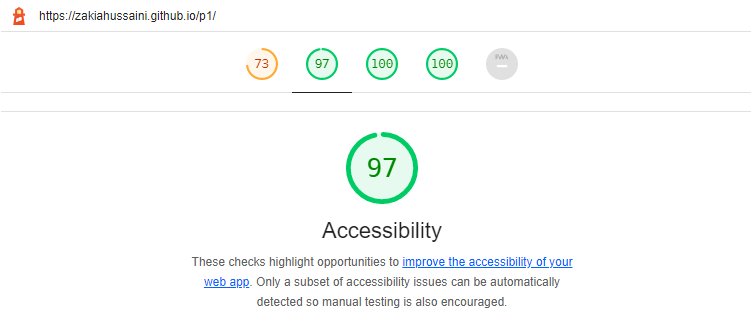 https://zakiahussaini.github.io/p1/
73 97 100 100 PWA
97
Accessibility
These checks highlight opportunities to improve the accessibility of your
web app. Only a subset of accessibility issues can be automatically
detected so manual testing is also encouraged.